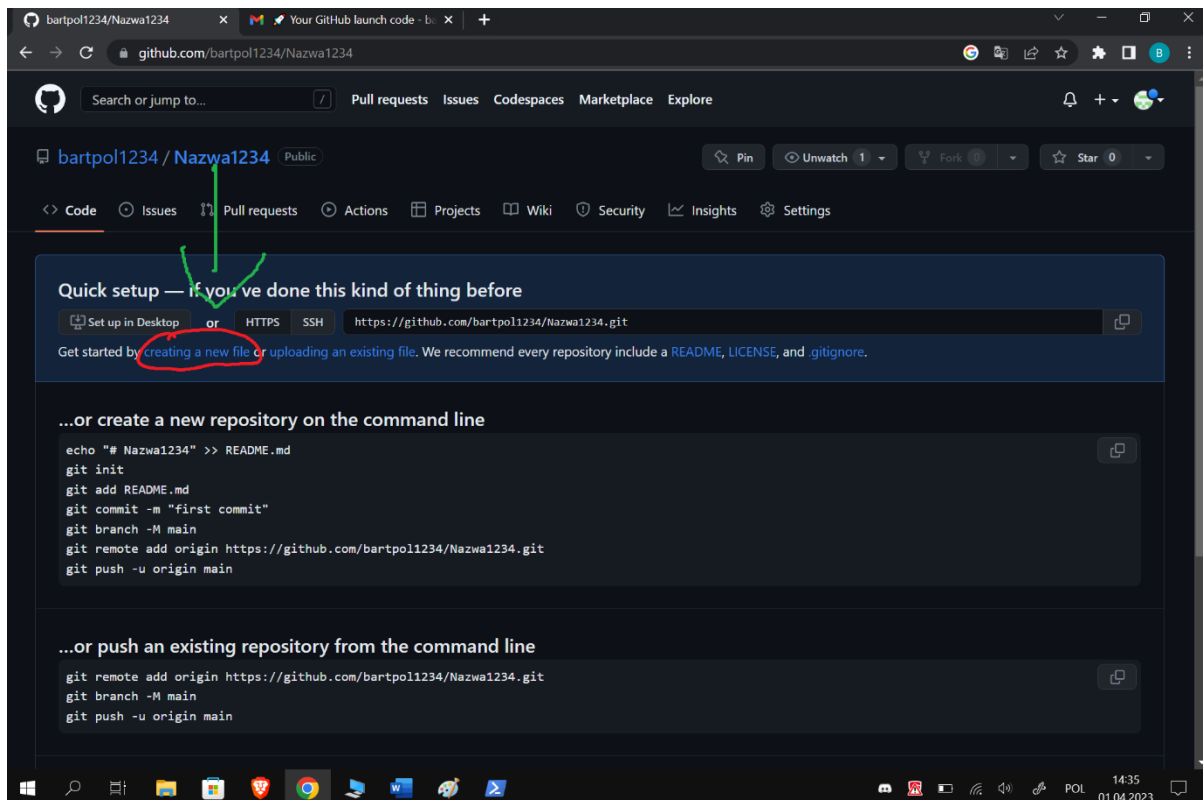 bartpol1234/Nazwa1234
Your GitHub launch code - ba
github.com/bartpol1234/Nazwa1234
B
Search or jump to...
/
Pull requests Issues Codespaces Marketplace Explore
bartpol1234 / Nazwa1234 Public
Pin
Unwatch 1
Fork 0
Star 0
Code Issues Pull requests Actions Projects Wiki Security Insights Settings
Quick setup — if you've done this kind of thing before
Set up in Desktop or HTTPS SSH https://github.com/bartpol1234/Nazwa1234.git
Get started by creating a new file or uploading an existing file. We recommend every repository include a README, LICENSE, and .gitignore.
…or create a new repository on the command line
echo "# Nazwa1234" >> README.md
git init
git add README.md
git commit -m "first commit"
git branch -M main
git remote add origin https://github.com/bartpol1234/Nazwa1234.git
git push -u origin main
…or push an existing repository from the command line
git remote add origin https://github.com/bartpol1234/Nazwa1234.git
git branch -M main
git push -u origin main
POL
14:35
01.04.2023